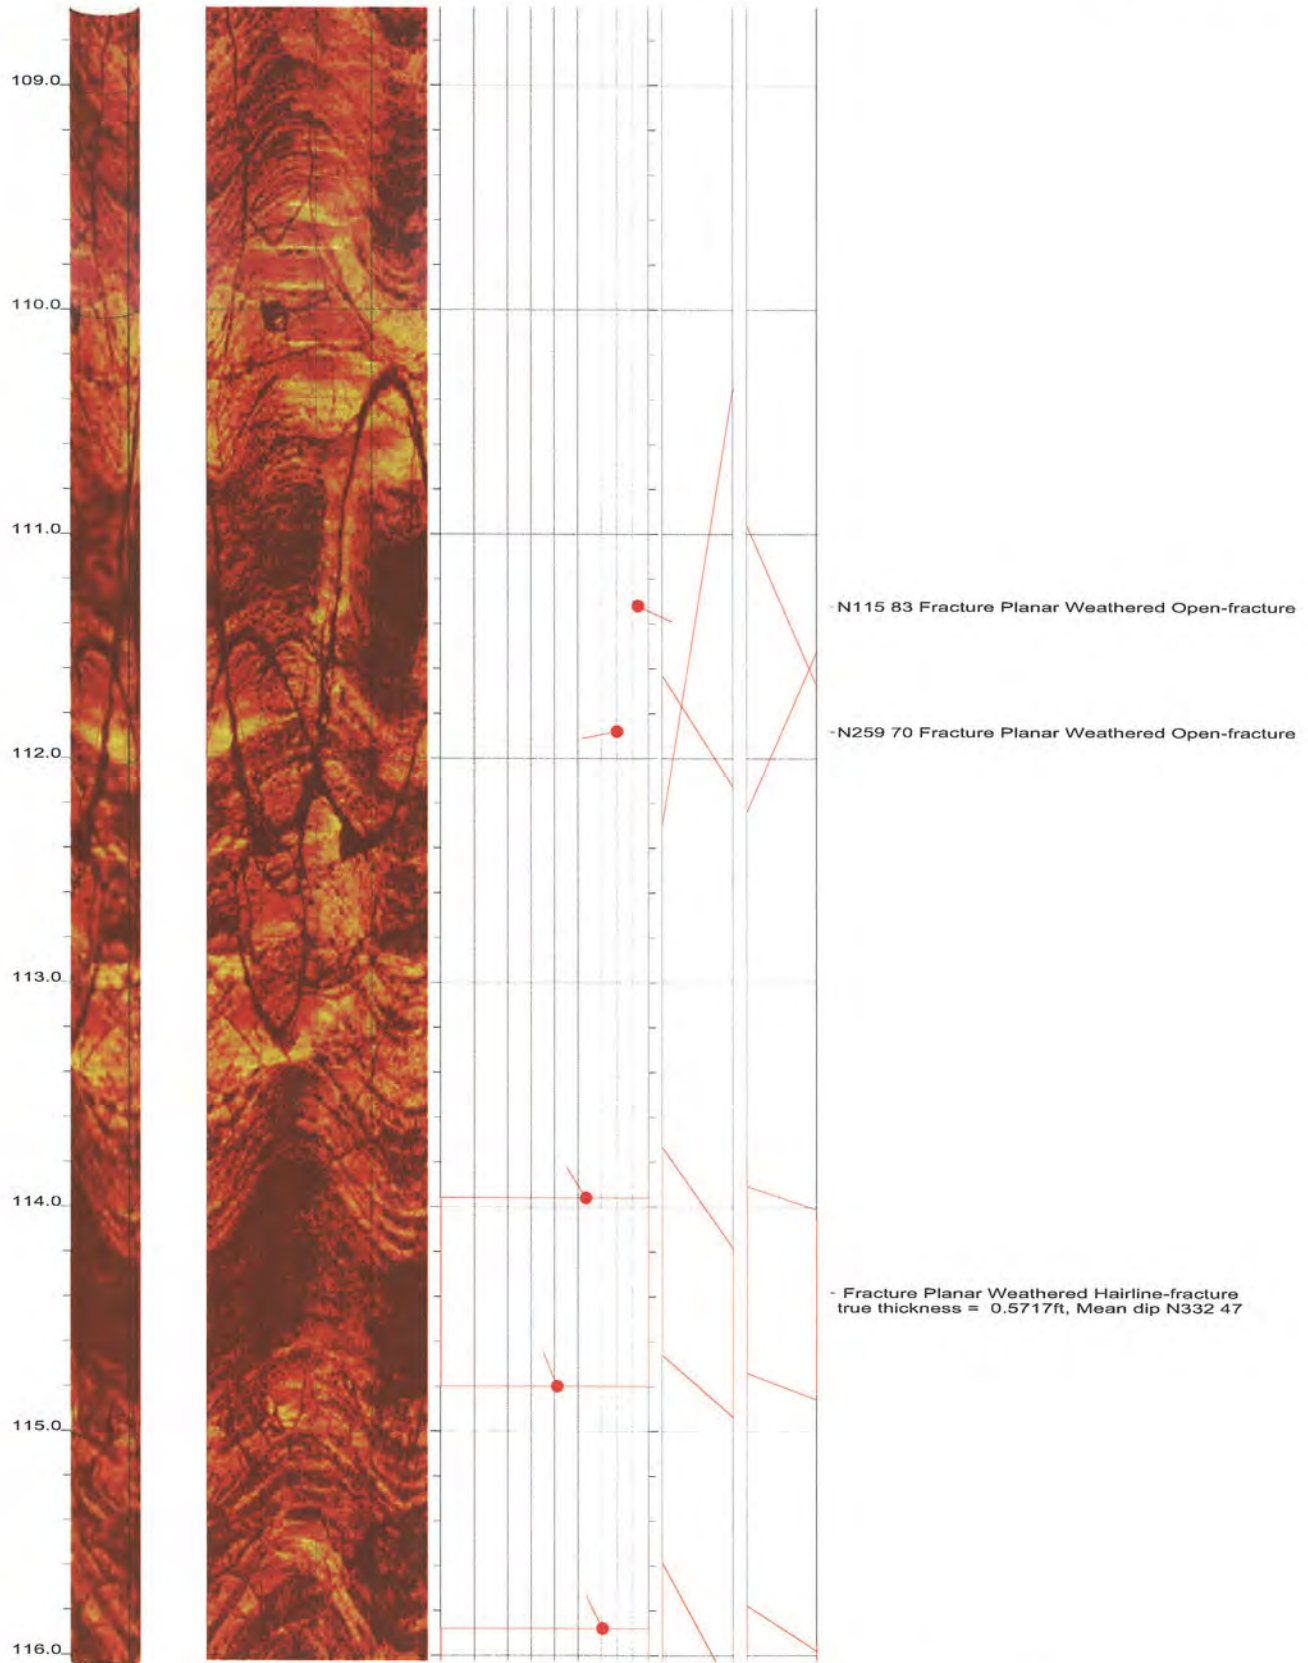 109.0
110.0
111.0
- N115 83 Fracture Planar Weathered Open-fracture
-N259 70 Fracture Planar Weathered Open-fracture
112.0
113.0
114.0
- Fracture Planar Weathered Hairline-fracture
true thickness = 0.5717ft, Mean dip N332 47
115.0
116.0